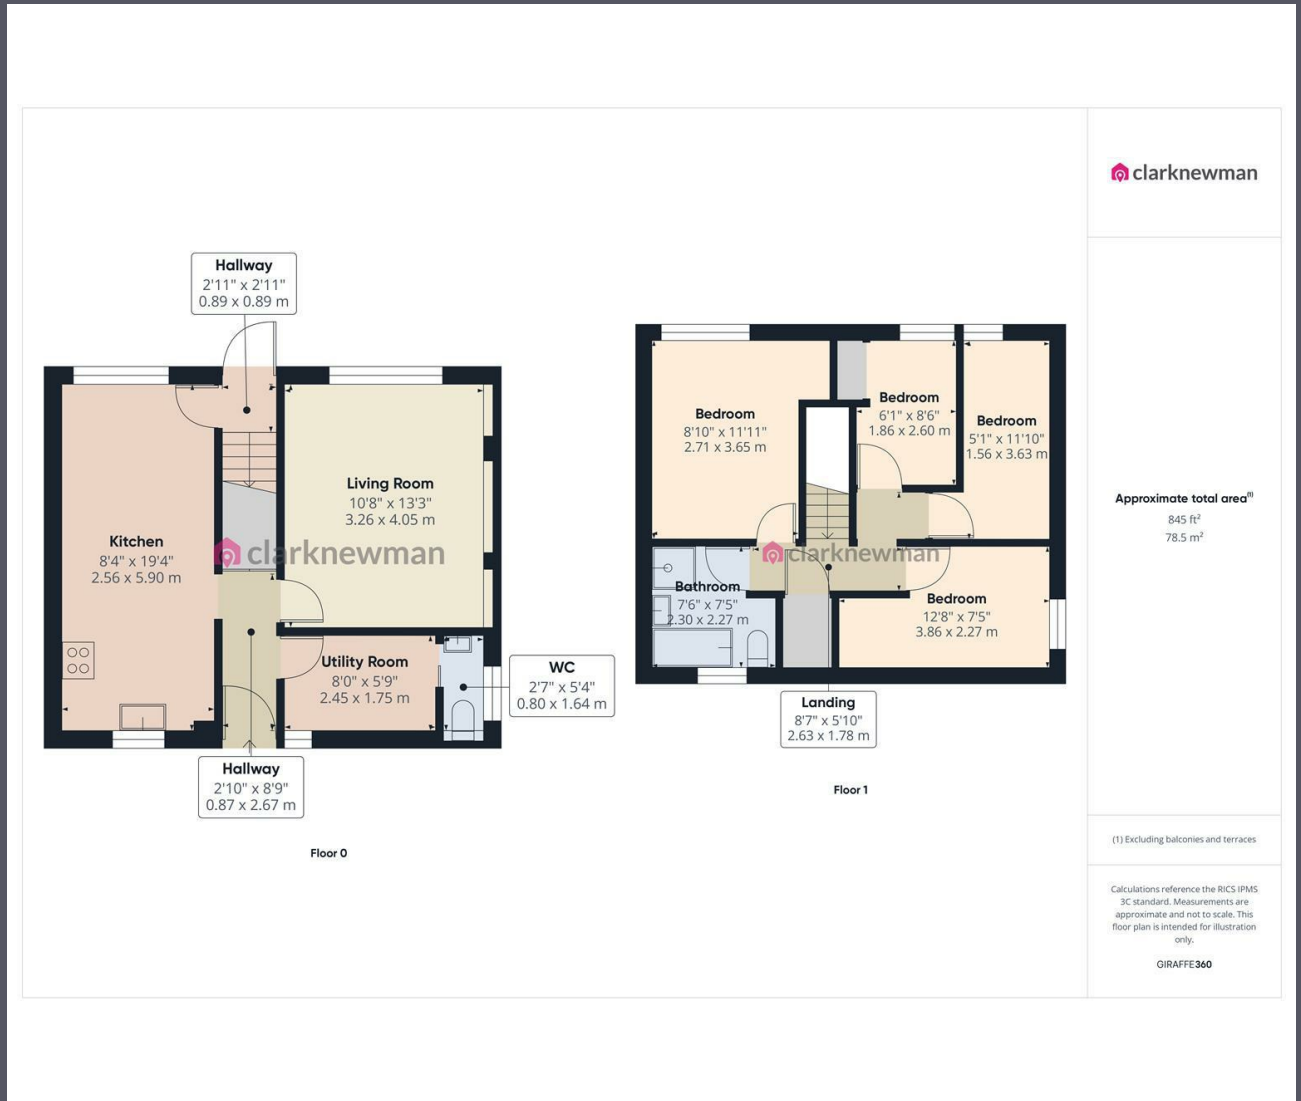 clarknewman
Hallway
2'11" x 2'11"
0.89 x 0.89 m
Kitchen
8'4" x 19'4"
2.56 x 5.90 m
Living Room
10'8" x 13'3"
3.26 x 4.05 m
clarknewman
Utility Room
8'0" x 5'9"
2.45 x 1.75 m
WC
2'7" x 5'4"
0.80 x 1.64 m
Hallway
2'10" x 8'9"
0.87 x 2.67 m
Floor 0
Bedroom
8'10" x 11'11"
2.71 x 3.65 m
Bedroom
6'1" x 8'6"
1.86 x 2.60 m
Bedroom
5'1" x 11'10"
1.56 x 3.63 m
clarknewman
Bathroom
7'6" x 7'5"
2.30 x 2.27 m
Bedroom
12'8" x 7'5"
3.86 x 2.27 m
Landing
8'7" x 5'10"
2.63 x 1.78 m
Floor 1
Approximate total area(1)
845 ft²
78.5 m²
(1) Excluding balconies and terraces
Calculations reference the RICS IPMS
3C standard. Measurements are
approximate and not to scale. This
floor plan is intended for illustration
only.
GIRAFFE360